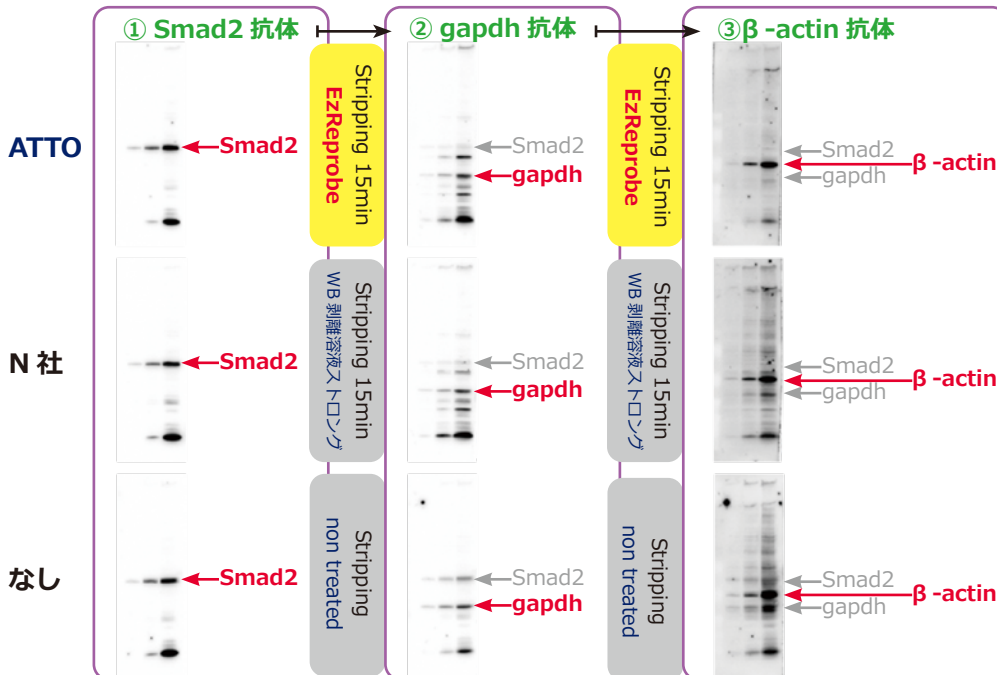 ① Smad2 抗体
② gapdh 抗体
③β -actin 抗体
ATTO
Smad2
Stripping 15min
EzReprobe
Smad2
gapdh
Stripping 15min
EzReprobe
Smad2
β -actin
gapdh
N 社
Smad2
Stripping 15min
WB 剥離溶液ストロング
Smad2
gapdh
Stripping 15min
WB 剥離溶液ストロング
Smad2
β -actin
gapdh
なし
Smad2
Stripping
non treated
Smad2
gapdh
Stripping
non treated
Smad2
β -actin
gapdh